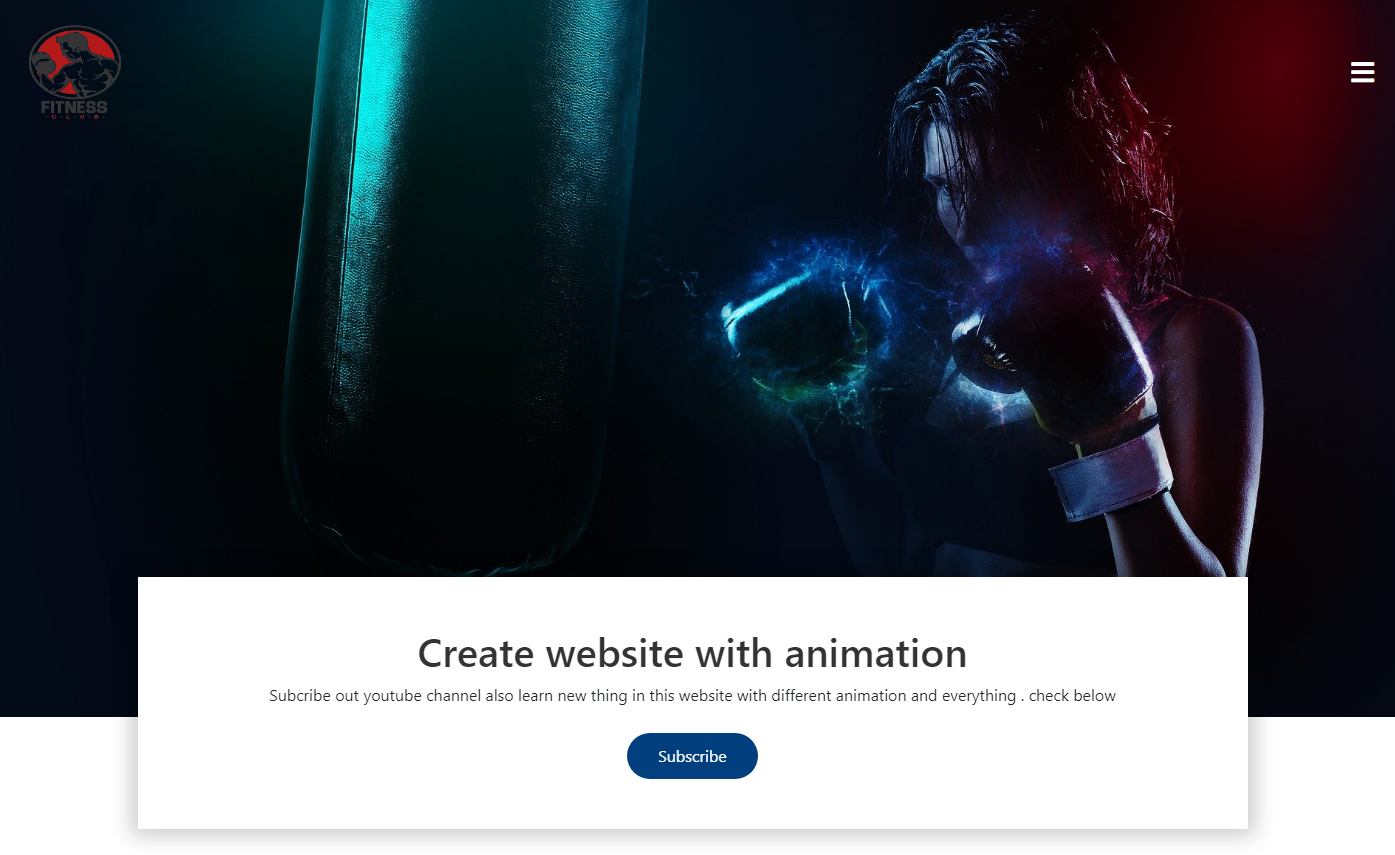 FITNESS
·C·L·U·B·
Create website with animation
Subcribe out youtube channel also learn new thing in this website with different animation and everything . check below
Subscribe